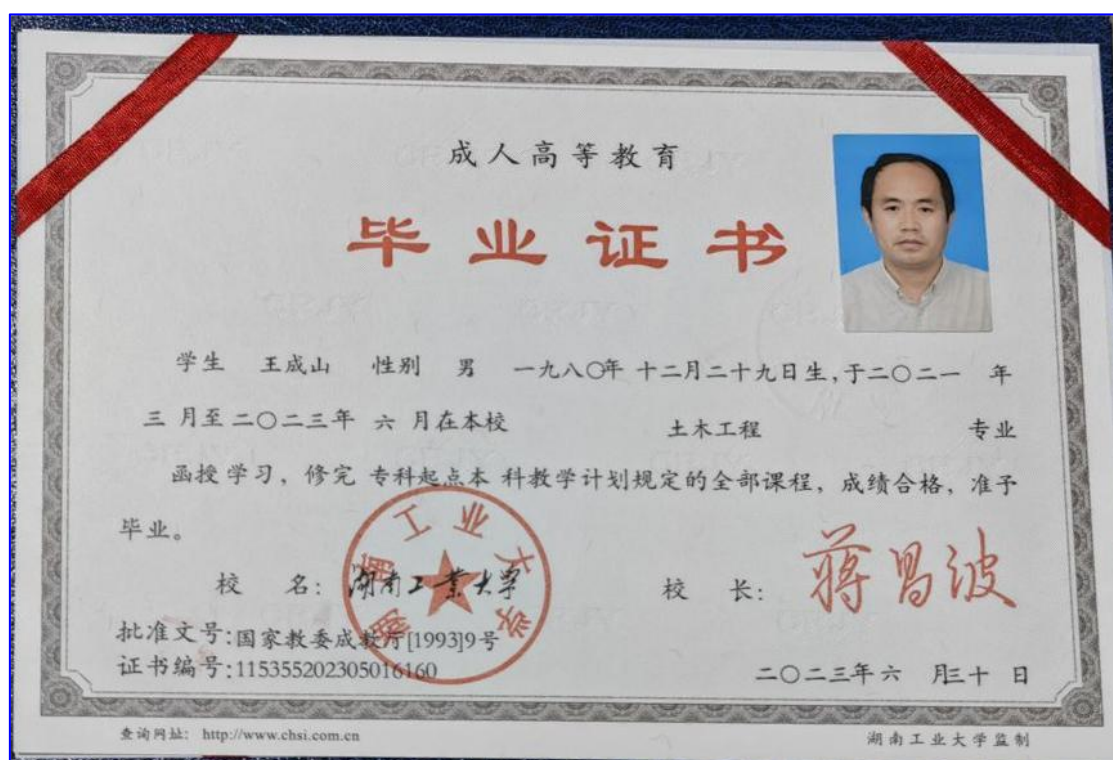 成人高等教育
毕业证书
学生 王成山 性别 男 一九八〇年 十二月二十九日生,于二〇二一 年
三 月至 二〇二三年 六 月在本校 土木工程 专业
函授 学习，修完 专科起点本 科教学计划规定的全部课程，成绩合格，准予
毕业。
校 名：湖南工业大学
湖南工业大学
校 长：蒋昌波
批准文号:国家教委成教厅[1993]9号
证书编号:115355202305016160
二〇二三年 六 月三十 日
查询网址: http://www.chsi.com.cn
湖南工业大学监制